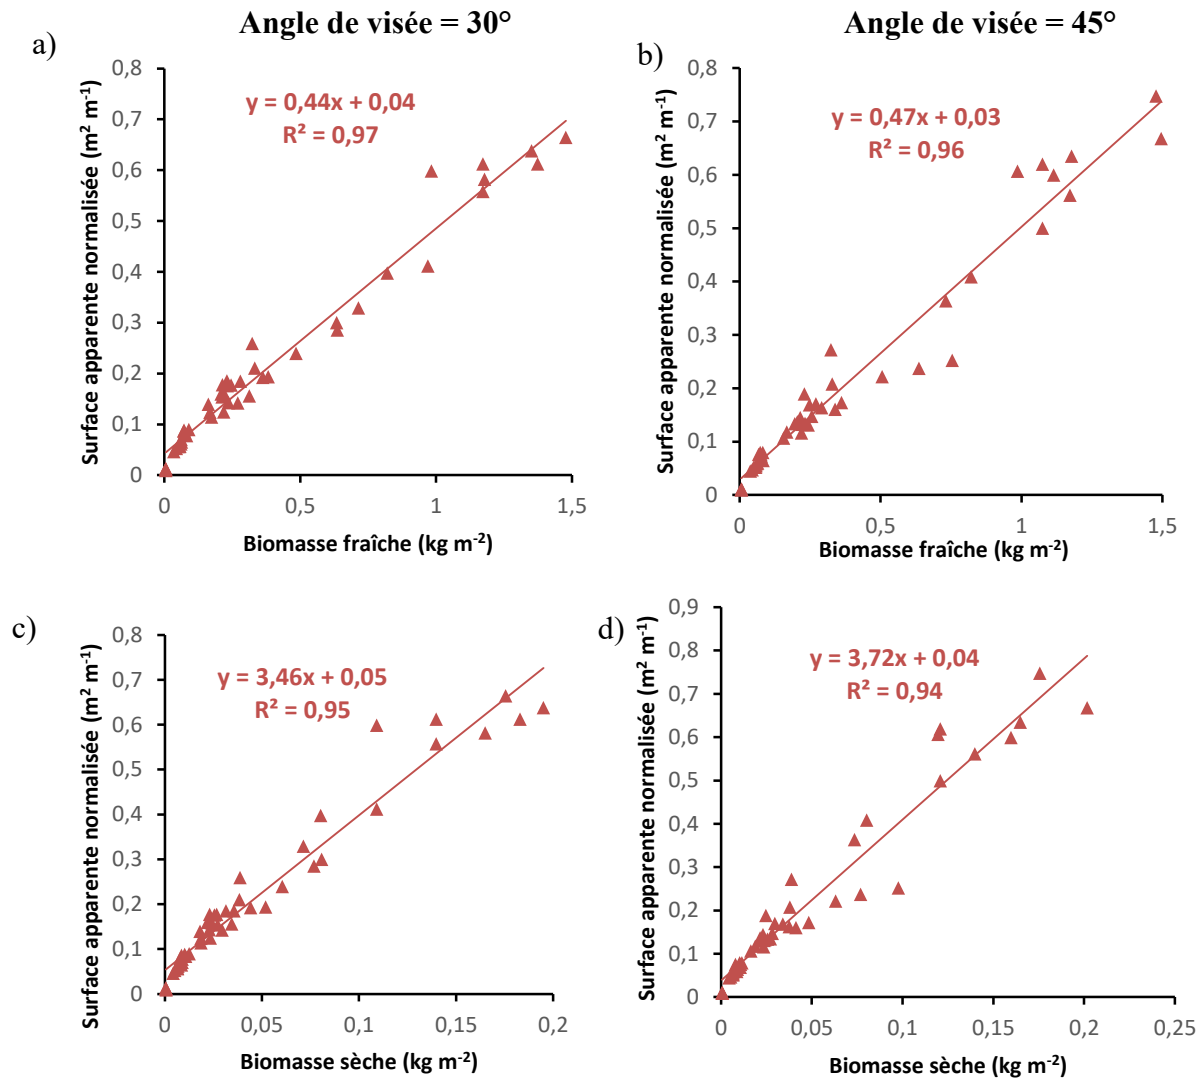 Angle de visée = 30°
Angle de visée = 45°
a)
Surface apparente normalisée (m² m⁻¹)
0,8
0,7
0,6
0,5
0,4
0,3
0,2
0,1
0
y = 0,44x + 0,04
R² = 0,97
0
0,5
1
1,5
Biomasse fraîche (kg m⁻²)
b)
Surface apparente normalisée (m² m⁻¹)
0,8
0,7
0,6
0,5
0,4
0,3
0,2
0,1
0
y = 0,47x + 0,03
R² = 0,96
0
0,5
1
1,5
Biomasse fraîche (kg m⁻²)
c)
Surface apparente normalisée (m² m⁻¹)
0,8
0,7
0,6
0,5
0,4
0,3
0,2
0,1
0
y = 3,46x + 0,05
R² = 0,95
0
0,05
0,1
0,15
0,2
Biomasse sèche (kg m⁻²)
d)
Surface apparente normalisée (m² m⁻¹)
0,9
0,8
0,7
0,6
0,5
0,4
0,3
0,2
0,1
0
y = 3,72x + 0,04
R² = 0,94
0
0,05
0,1
0,15
0,2
0,25
Biomasse sèche (kg m⁻²)